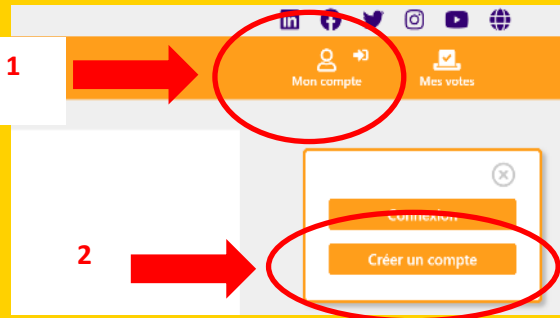 1
Mon compte
Mes votes
Connexion
2
Créer un compte